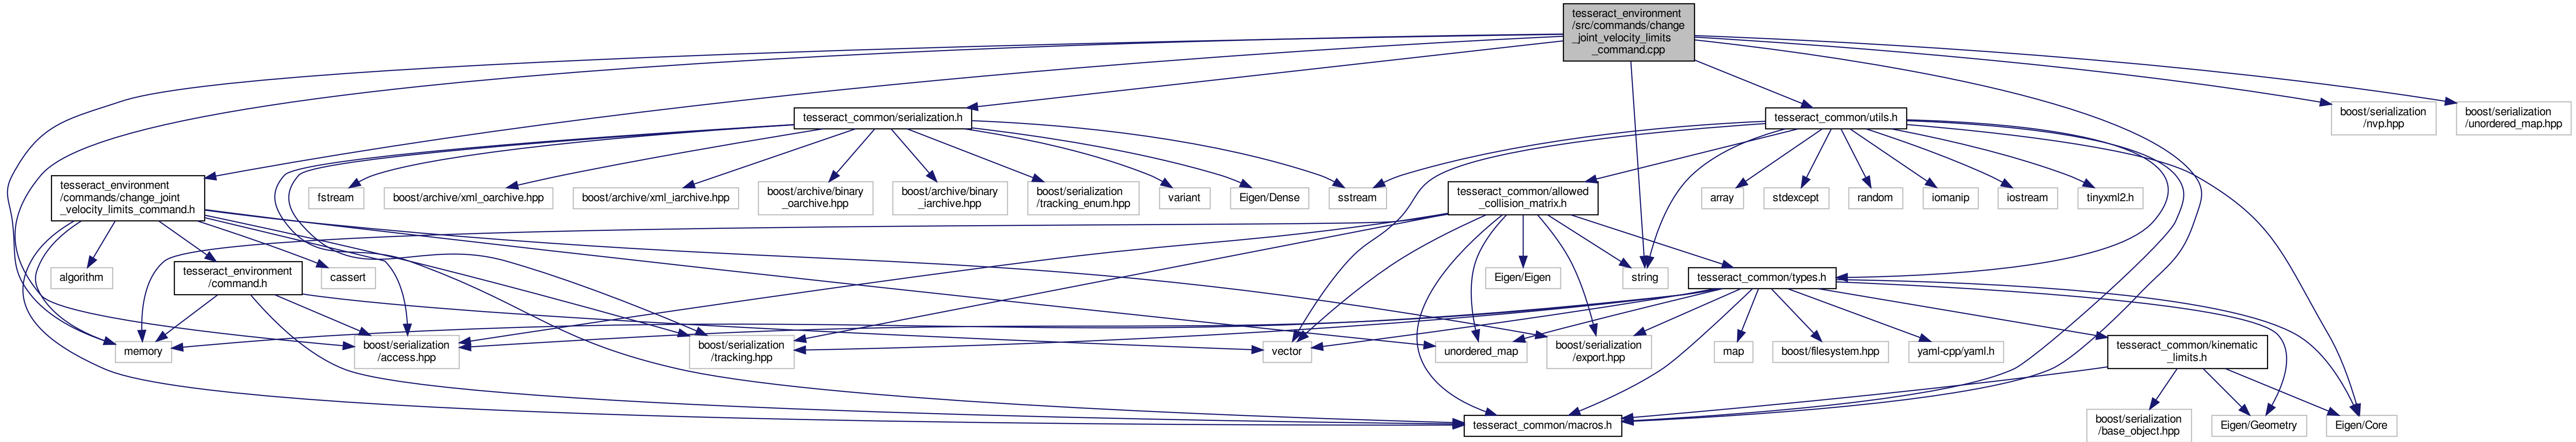 tesseract_environment
/src/commands/change
_joint_velocity_limits
_command.cpp
tesseract_common/serialization.h
tesseract_common/utils.h
boost/serialization
/nvp.hpp
boost/serialization
/unordered_map.hpp
tesseract_environment
/commands/change_joint
_velocity_limits_command.h
fstream
boost/archive/xml_oarchive.hpp
boost/archive/xml_iarchive.hpp
boost/archive/binary
_oarchive.hpp
boost/archive/binary
_iarchive.hpp
boost/serialization
/tracking_enum.hpp
variant
Eigen/Dense
sstream
tesseract_common/allowed
_collision_matrix.h
array
stdexcept
random
iomanip
iostream
tinyxml2.h
algorithm
tesseract_environment
/command.h
cassert
Eigen/Eigen
string
tesseract_common/types.h
memory
boost/serialization
/access.hpp
boost/serialization
/tracking.hpp
vector
unordered_map
boost/serialization
/export.hpp
map
boost/filesystem.hpp
yaml-cpp/yaml.h
tesseract_common/kinematic
_limits.h
tesseract_common/macros.h
boost/serialization
/base_object.hpp
Eigen/Geometry
Eigen/Core